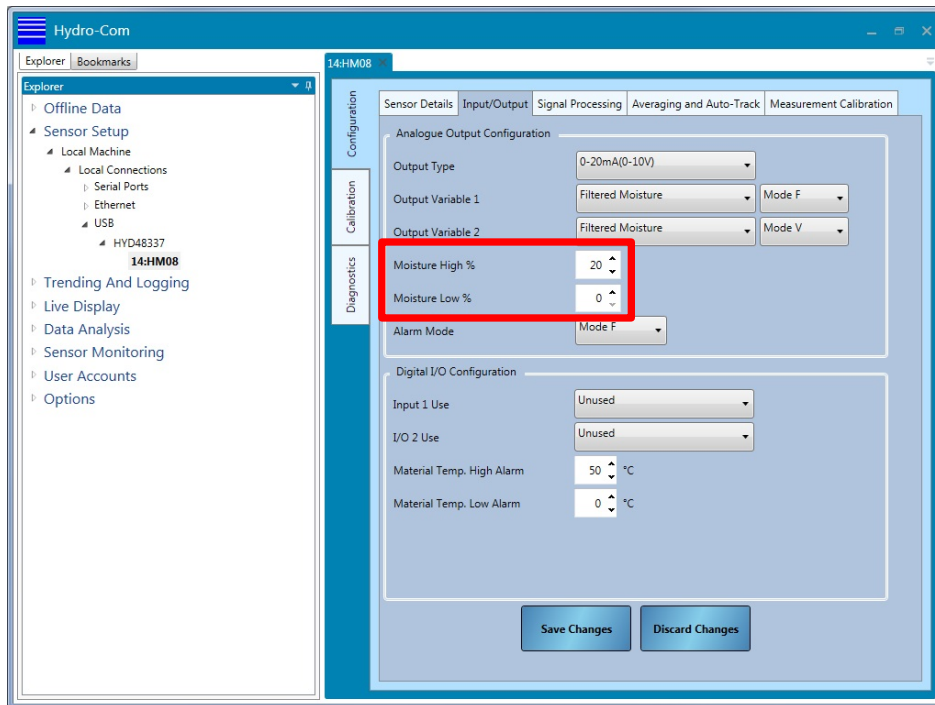 Hydro-Com
Explorer Bookmarks
Explorer
Offline Data
Sensor Setup
Local Machine
Local Connections
Serial Ports
Ethernet
USB
HYD48337
14:HM08
Trending And Logging
Live Display
Data Analysis
Sensor Monitoring
User Accounts
Options
14:HM08
Configuration
Calibration
Diagnostics
Sensor Details Input/Output Signal Processing Averaging and Auto-Track Measurement Calibration
Analogue Output Configuration
Output Type 0-20mA(0-10V)
Output Variable 1 Filtered Moisture Mode F
Output Variable 2 Filtered Moisture Mode V
Moisture High % 20
Moisture Low % 0
Alarm Mode Mode F
Digital I/O Configuration
Input 1 Use Unused
I/O 2 Use Unused
Material Temp. High Alarm 50 °C
Material Temp. Low Alarm 0 °C
Save Changes Discard Changes